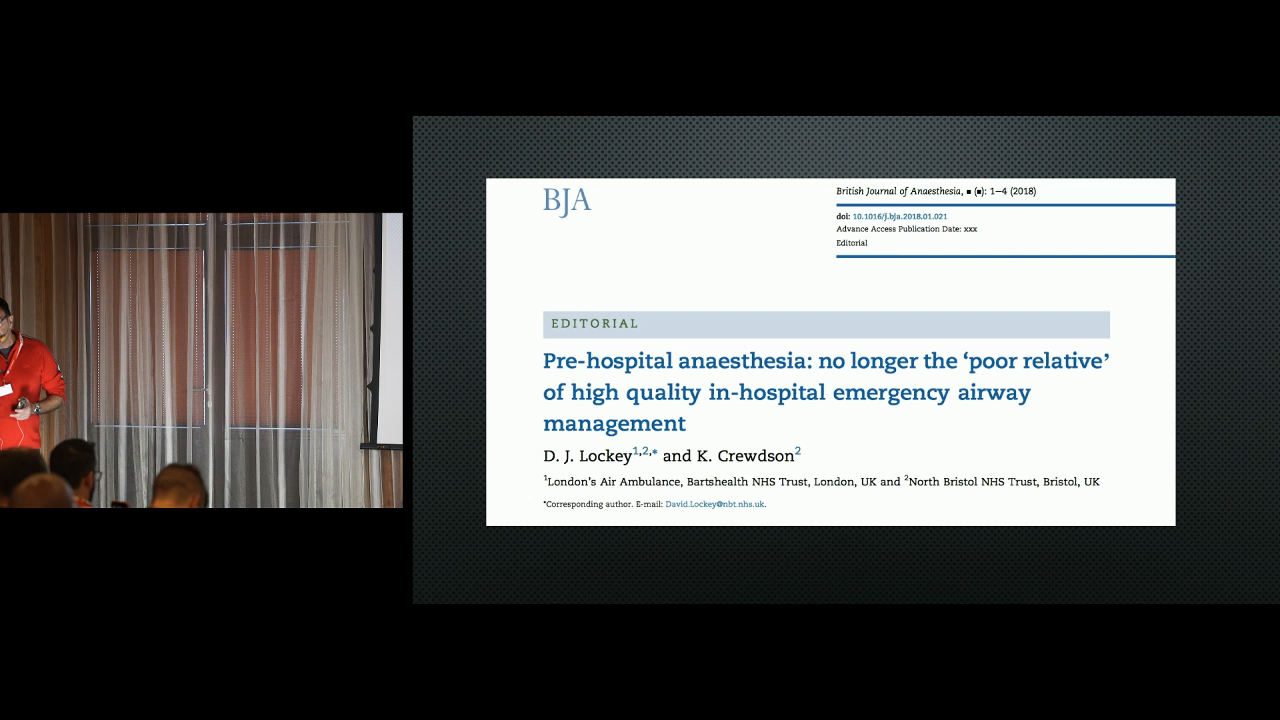 BJA
British Journal of Anaesthesia, ■ (■): 1–4 (2018)
doi: 10.1016/j.bja.2018.01.021
Advance Access Publication Date: xxx
Editorial
EDITORIAL
Pre-hospital anaesthesia: no longer the ‘poor relative’
of high quality in-hospital emergency airway
management
D. J. Lockey1,2,* and K. Crewdson2
1London’s Air Ambulance, Bartshealth NHS Trust, London, UK and 2North Bristol NHS Trust, Bristol, UK
*Corresponding author. E-mail: David.Lockey@nbt.nhs.uk.